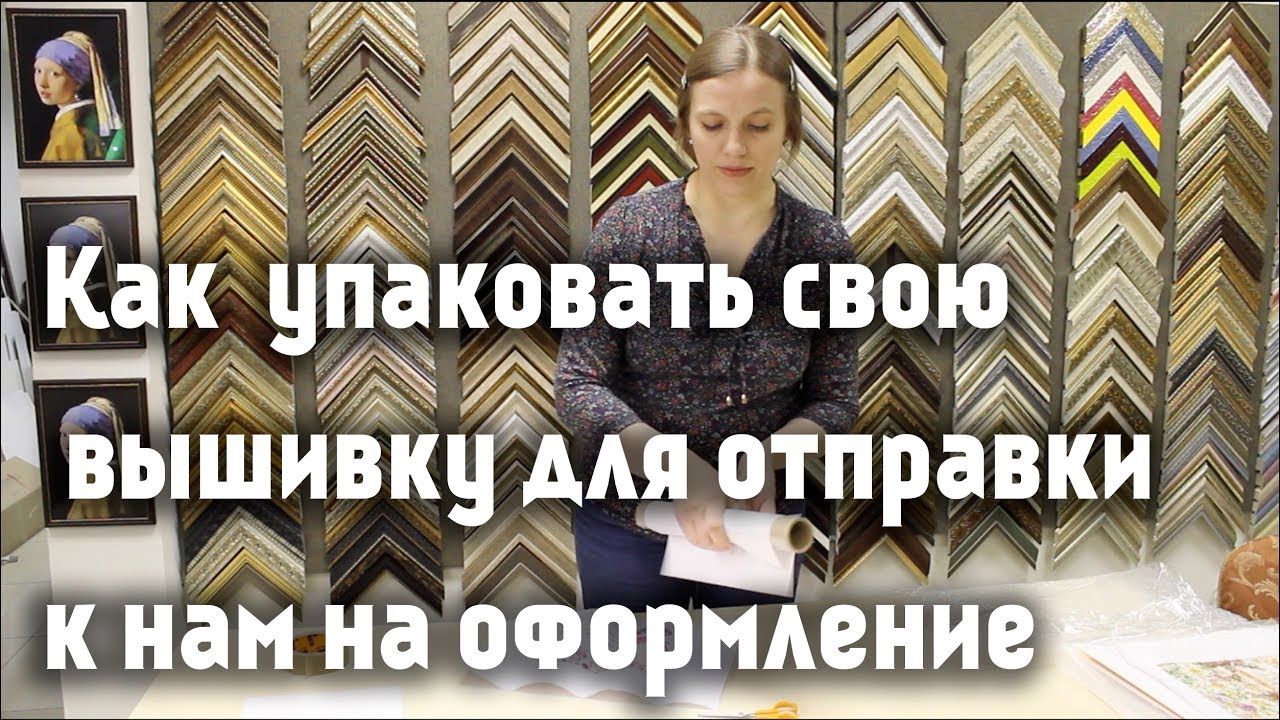 Как упаковать свою
вышивку для отправки
к нам на оформление